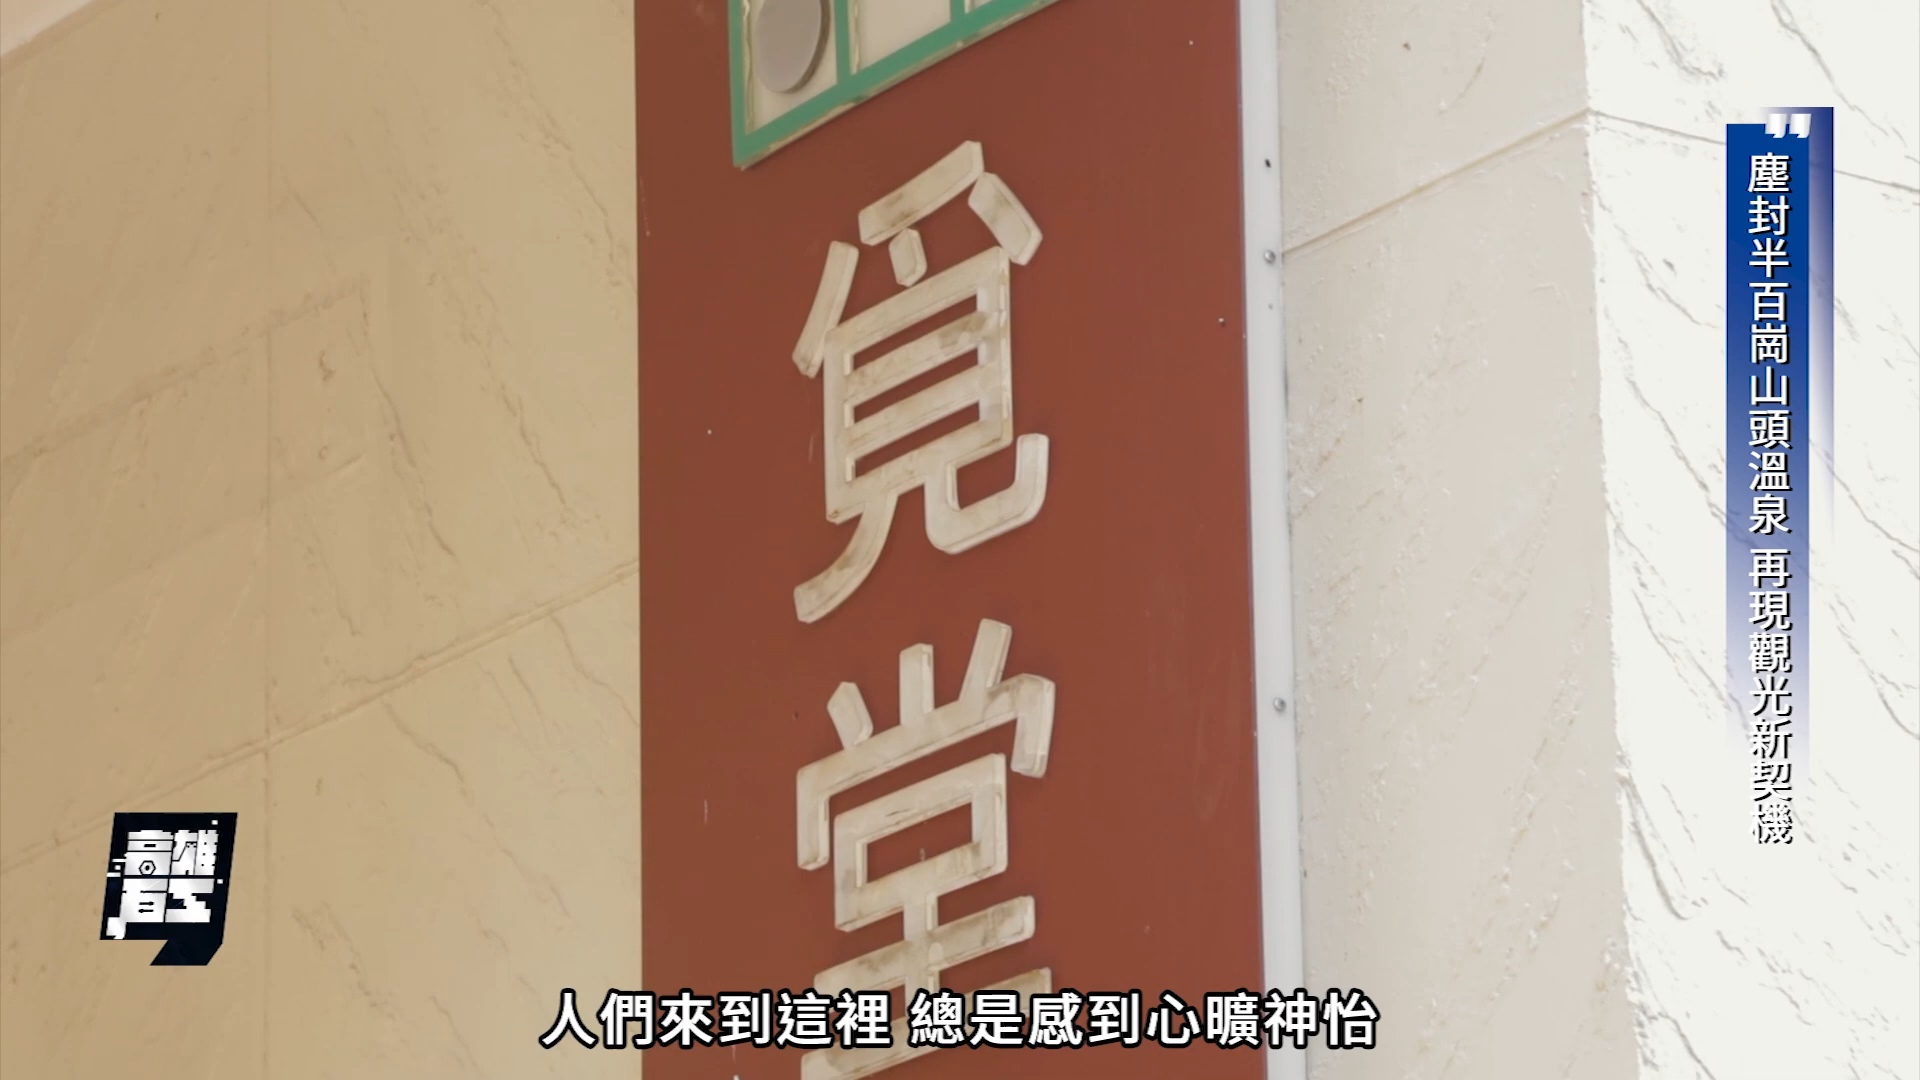 覓堂
塵封半百崗山頭溫泉 再現觀光新契機
高雄
人們來到這裡 總是感到心曠神怡